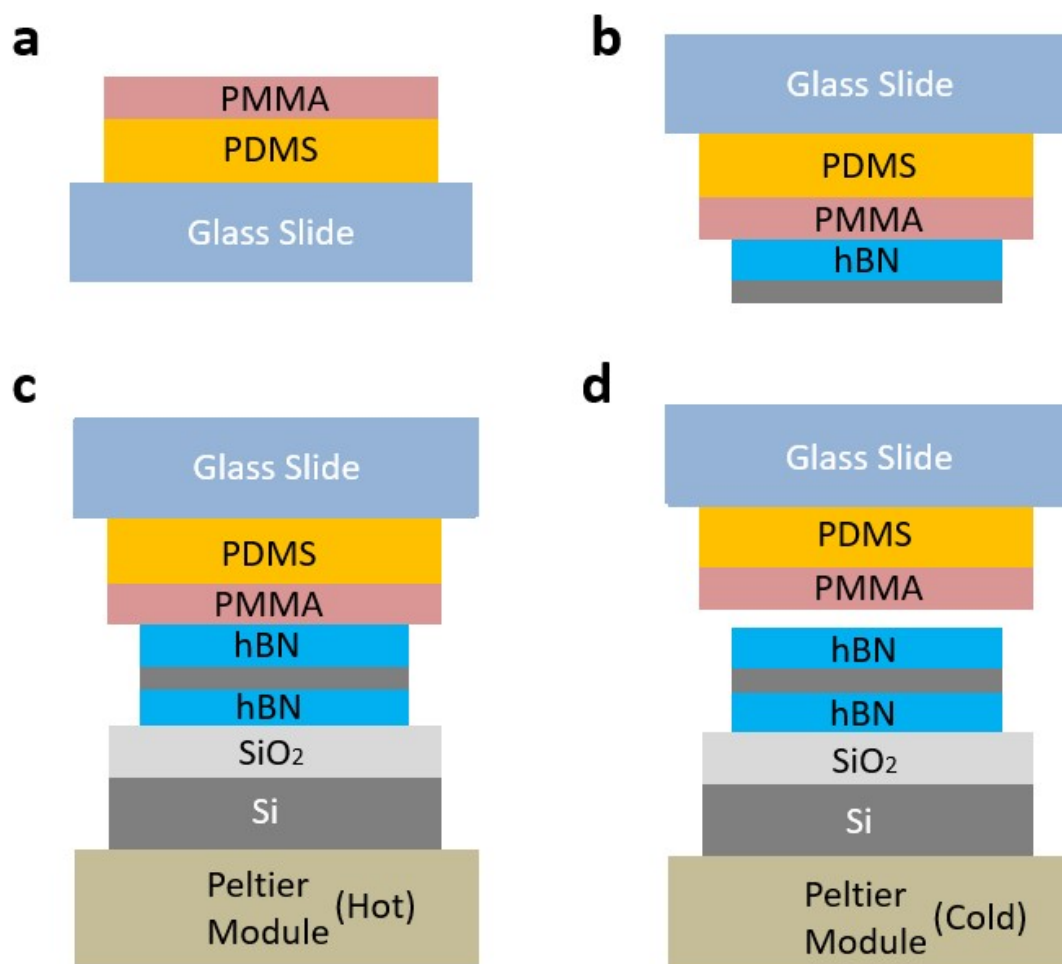 a
PMMA
PDMS
Glass Slide
b
Glass Slide
PDMS
PMMA
hBN
c
Glass Slide
PDMS
PMMA
hBN
hBN
SiO₂
Si
Peltier
Module (Hot)
d
Glass Slide
PDMS
PMMA
hBN
hBN
SiO₂
Si
Peltier
Module (Cold)